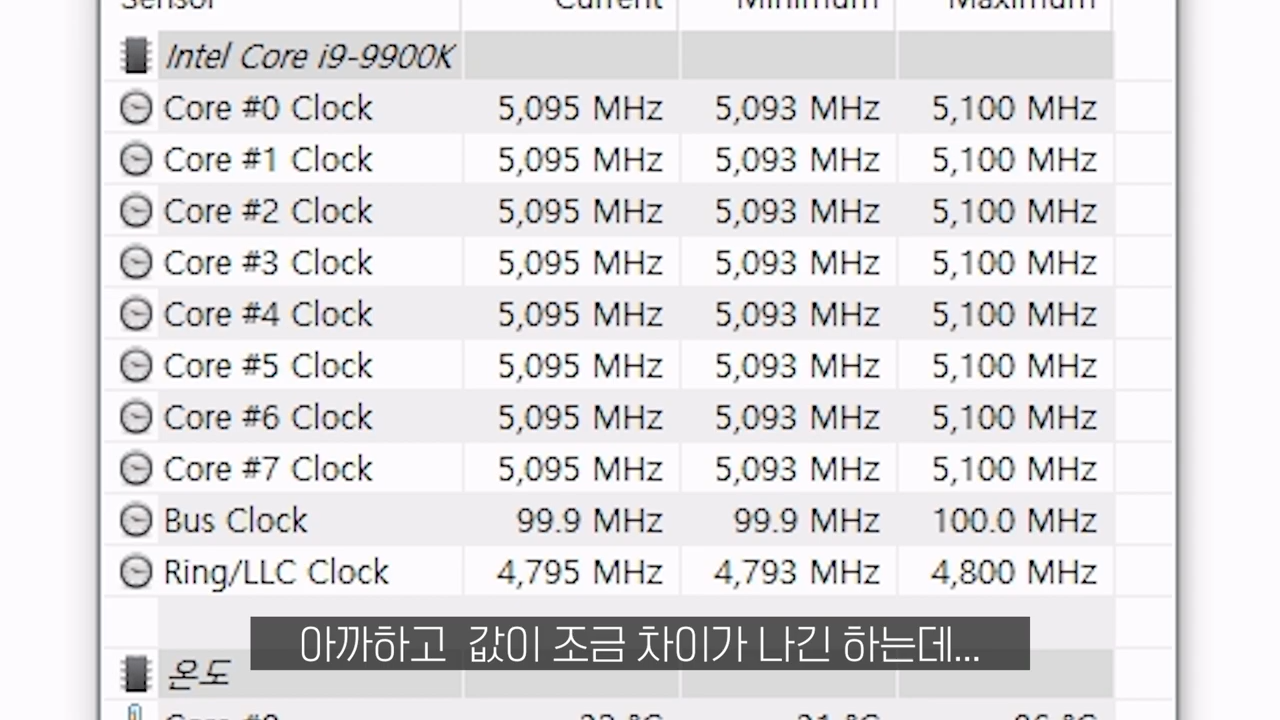 Sensor Current Minimum Maximum
Intel Core i9-9900K
Core #0 Clock 5,095 MHz 5,093 MHz 5,100 MHz
Core #1 Clock 5,095 MHz 5,093 MHz 5,100 MHz
Core #2 Clock 5,095 MHz 5,093 MHz 5,100 MHz
Core #3 Clock 5,095 MHz 5,093 MHz 5,100 MHz
Core #4 Clock 5,095 MHz 5,093 MHz 5,100 MHz
Core #5 Clock 5,095 MHz 5,093 MHz 5,100 MHz
Core #6 Clock 5,095 MHz 5,093 MHz 5,100 MHz
Core #7 Clock 5,095 MHz 5,093 MHz 5,100 MHz
Bus Clock 99.9 MHz 99.9 MHz 100.0 MHz
Ring/LLC Clock 4,795 MHz 4,793 MHz 4,800 MHz
아까하고 값이 조금 차이가 나긴 하는데...
온도